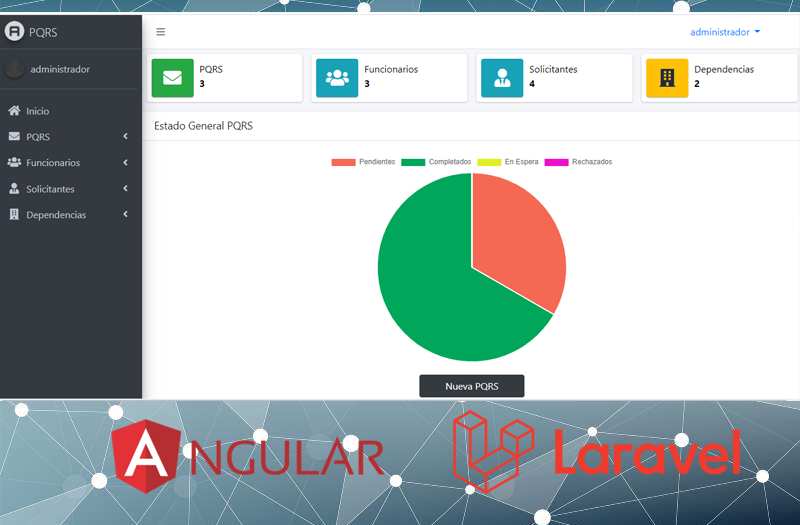 PQRS
administrador
administrador
Inicio
PQRS
Funcionarios
Solicitantes
Dependencias
PQRS
3
Funcionarios
3
Solicitantes
4
Dependencias
2
Estado General PQRS
Pendientes Completados En Espera Rechazados
Nueva PQRS
ANGULAR
Laravel